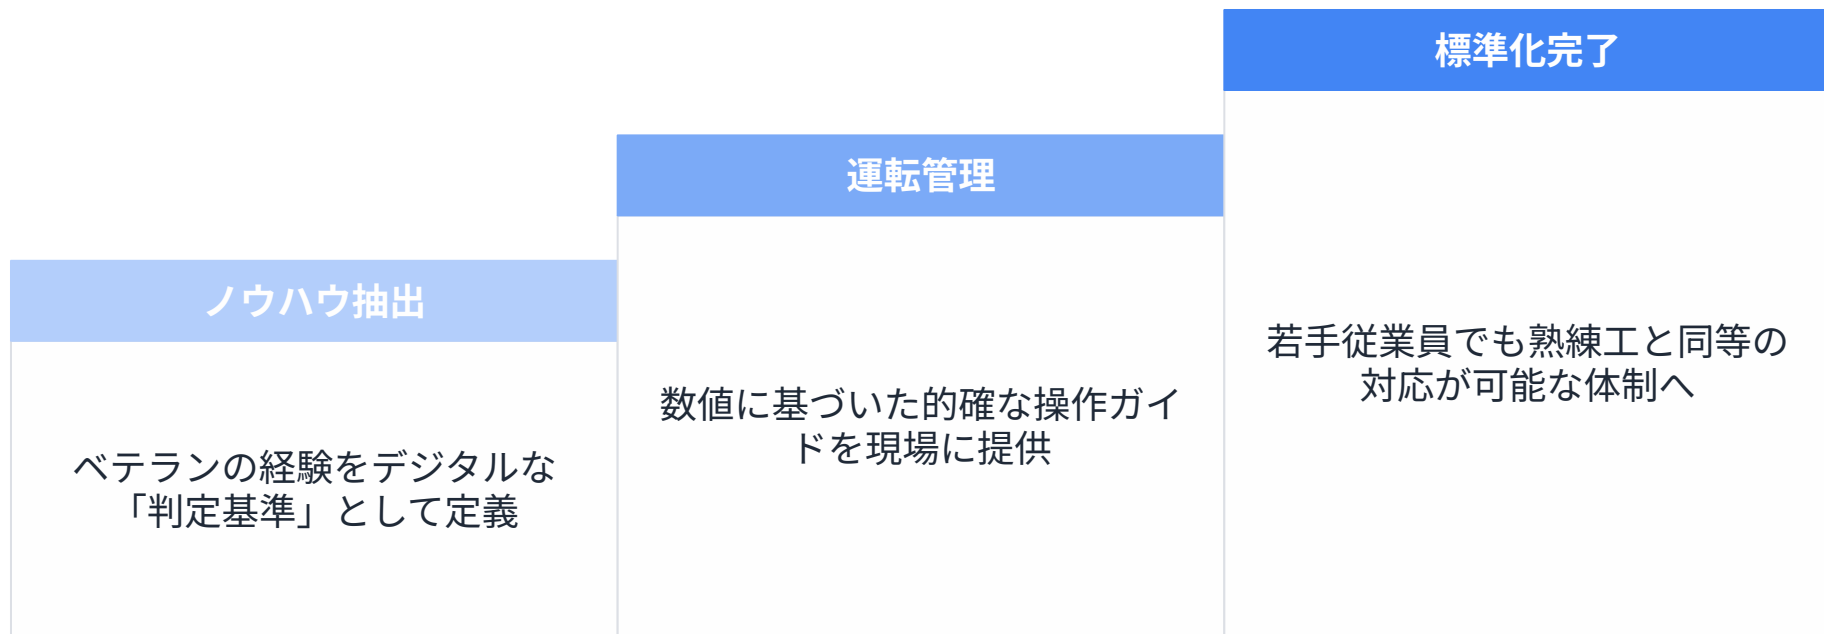 ノウハウ抽出
ベテランの経験をデジタルな
「判定基準」として定義
運転管理
数値に基づいた的確な操作ガイ
ドを現場に提供
標準化完了
若手従業員でも熟練工と同等の
対応が可能な体制へ